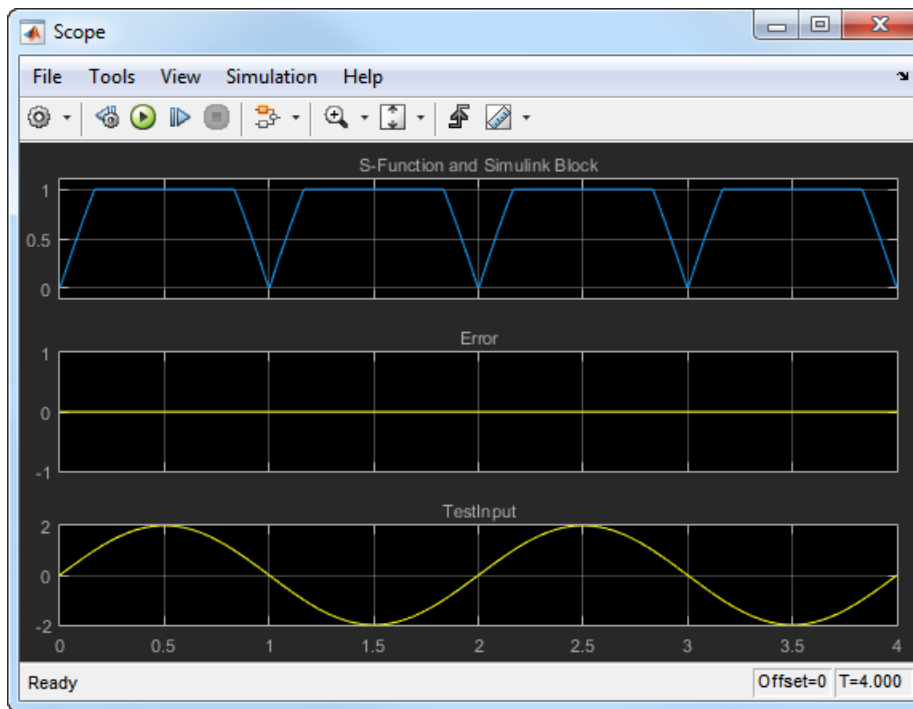 Scope
File Tools View Simulation Help
S-Function and Simulink Block
1
0.5
0
Error
1
0
-1
TestInput
2
0
-2
0 0.5 1 1.5 2 2.5 3 3.5 4
Ready Offset=0 T=4.000